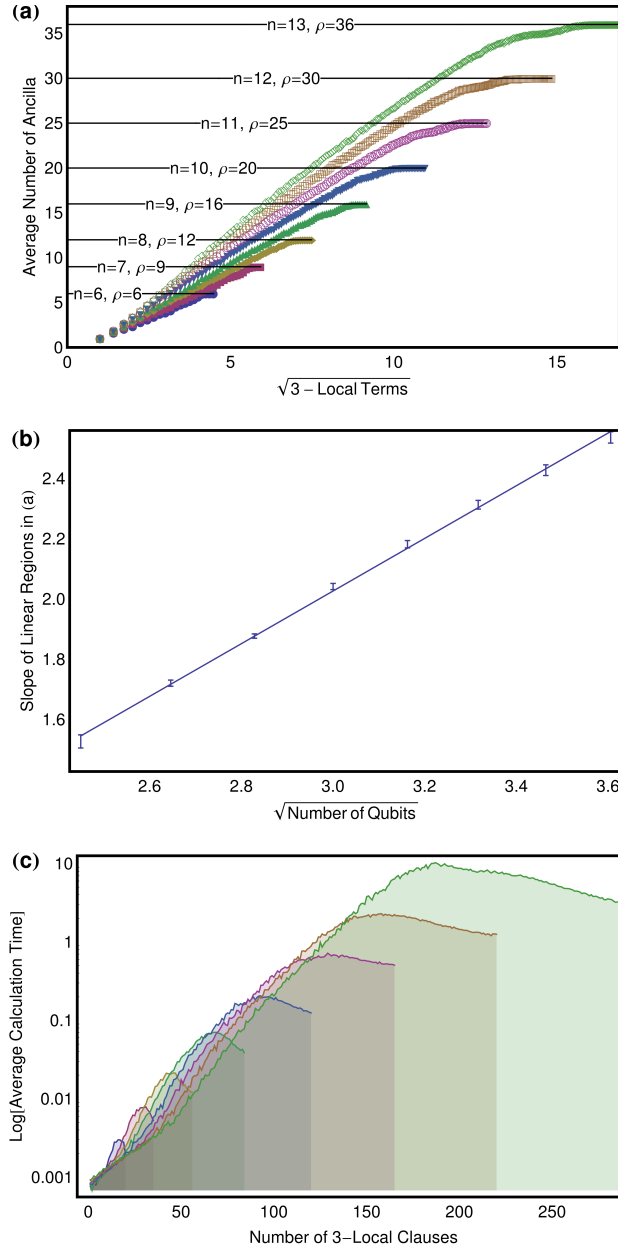 (a)
Average Number of Ancilla
35
30
25
20
15
10
5
0
n=13, ρ=36
n=12, ρ=30
n=11, ρ=25
n=10, ρ=20
n=9, ρ=16
n=8, ρ=12
n=7, ρ=9
n=6, ρ=6
0 5 10 15
√3−Local Terms
(b)
Slope of Linear Regions in (a)
2.4
2.2
2.0
1.8
1.6
2.6 2.8 3.0 3.2 3.4 3.6
√Number of Qubits
(c)
Log[Average Calculation Time]
10
1
0.1
0.01
0.001
0 50 100 150 200 250
Number of 3−Local Clauses